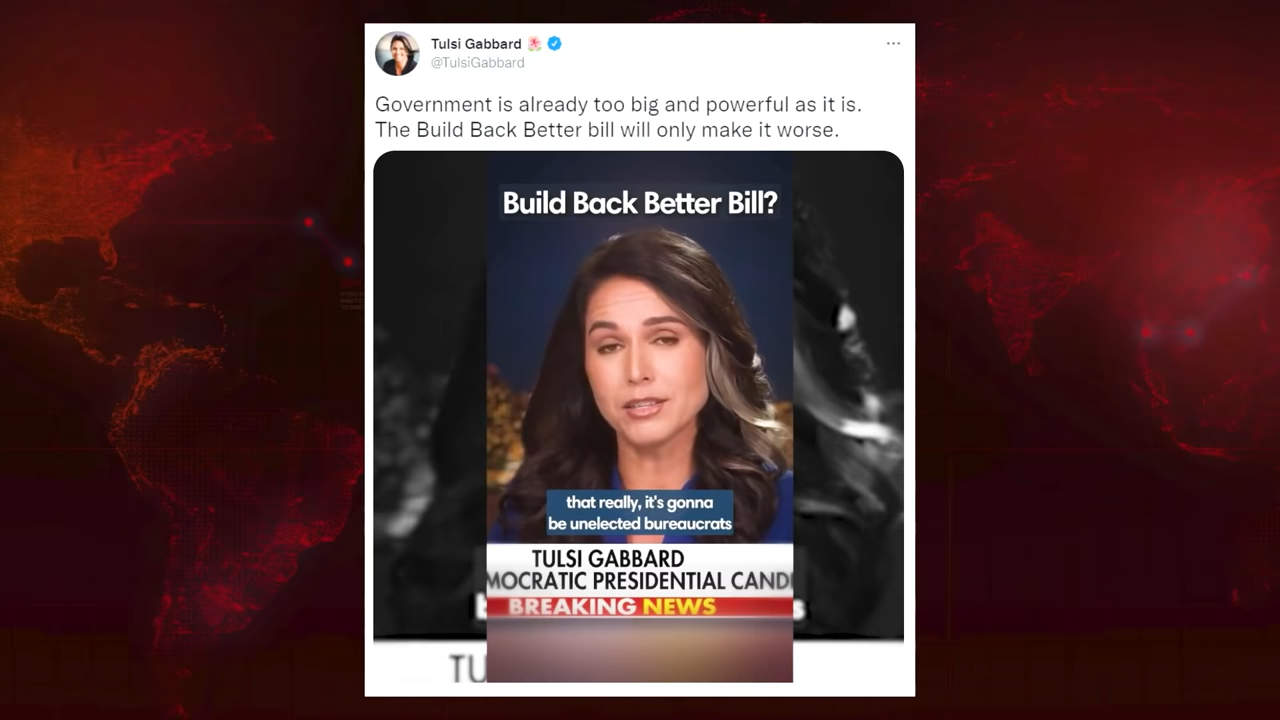 Tulsi Gabbard
@TulsiGabbard
Government is already too big and powerful as it is.
The Build Back Better bill will only make it worse.
Build Back Better Bill?
that really, it's gonna
be unelected bureaucrats
TULSI GABBARD
MOCRATIC PRESIDENTIAL CANDI
BREAKING NEWS
TU